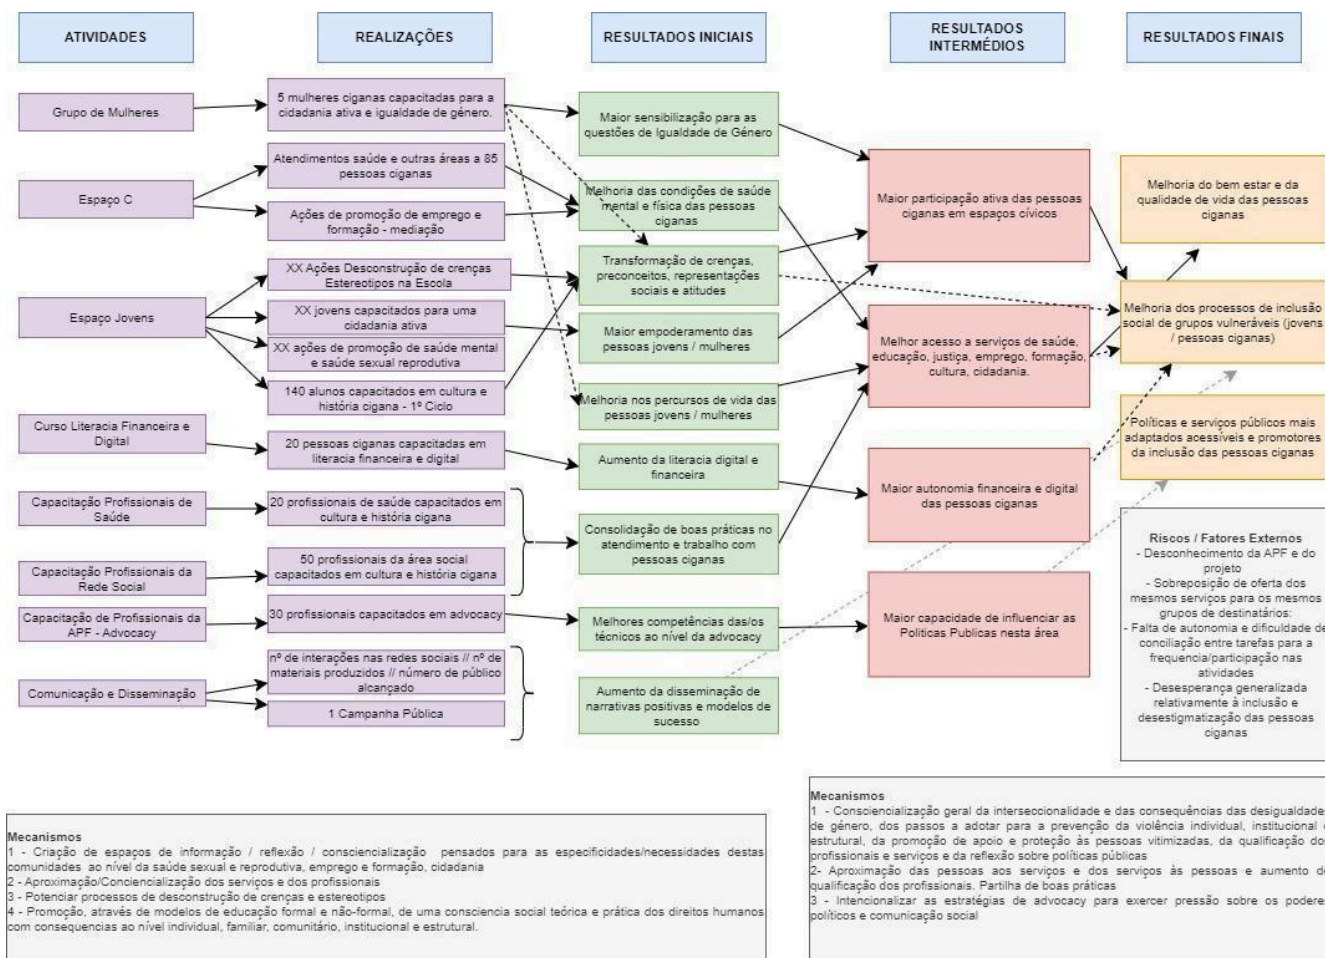 ATIVIDADES
REALIZAÇÕES
RESULTADOS INICIAIS
RESULTADOS
INTERMÉDIOS
RESULTADOS FINAIS
Grupo de Mulheres
Espaço C
Espaço Jovens
Curso Literacia Financeira e
Digital
Capacitação Profissionais de
Saúde
Capacitação Profissionais da
Rede Social
Capacitação de Profissionais da
APF - Advocacy
Comunicação e Disseminação
5 mulheres ciganas capacitadas para a
cidadania ativa e igualdade de género.
Atendimentos saúde e outras áreas a 85
pessoas ciganas
Ações de promoção de emprego e
formação - mediação
XX Ações Desconstrução de crenças
Estereotipos na Escola
XX jovens capacitados para uma
cidadania ativa
XX ações de promoção de saúde mental
e saúde sexual reprodutiva
140 alunos capacitados em cultura e
história cigana - 1º Ciclo
20 pessoas ciganas capacitadas em
literacia financeira e digital
20 profissionais de saúde capacitados em
cultura e história cigana
50 profissionais da área social
capacitados em cultura e história cigana
30 profissionais capacitados em advocacy
nº de interações nas redes sociais // nº de
materiais produzidos // número de público
alcançado
1 Campanha Pública
Maior sensibilização para as
questões de Igualdade de Género
Melhoria das condições de saúde
mental e física das pessoas
ciganas
Transformação de crenças,
preconceitos, representações
sociais e atitudes
Maior empoderamento das
pessoas jovens / mulheres
Melhoria nos percursos de vida das
pessoas jovens / mulheres
Aumento da literacia digital e
financeira
Consolidação de boas práticas no
atendimento e trabalho com
pessoas ciganas
Melhores competências das/os
técnicos ao nível da advocacy
Aumento da disseminação de
narrativas positivas e modelos de
sucesso
Maior participação ativa das pessoas
ciganas em espaços cívicos
Melhor acesso a serviços de saúde,
educação, justiça, emprego, formação,
cultura, cidadania.
Maior autonomia financeira e digital
das pessoas ciganas
Maior capacidade de influenciar as
Politicas Publicas nesta área
Melhoria do bem estar e da
qualidade de vida das pessoas
ciganas
Melhoria dos processos de inclusão
social de grupos vulneráveis (jovens
/ pessoas ciganas)
Políticas e serviços públicos mais
adaptados acessíveis e promotores
da inclusão das pessoas ciganas
Riscos / Fatores Externos
- Desconhecimento da APF e do
projeto
- Sobreposição de oferta dos
mesmos serviços para os mesmos
grupos de destinatários:
- Falta de autonomia e dificuldade de
conciliação entre tarefas para a
frequencia/participação nas
atividades
- Desesperança generalizada
relativamente à inclusão e
desestigmatização das pessoas
ciganas
Mecanismos
1 - Criação de espaços de informação / reflexão / consciencialização pensados para as especificidades/necessidades destas
comunidades ao nível da saúde sexual e reprodutiva, emprego e formação, cidadania
2 - Aproximação/Conciencialização dos serviços e dos profissionais
3 - Potenciar processos de desconstrução de crenças e estereotipos
4 - Promoção, através de modelos de educação formal e não-formal, de uma consciencia social teórica e prática dos direitos humanos
com consequencias ao nível individual, familiar, comunitário, institucional e estrutural.
Mecanismos
1 - Consciencialização geral da interseccionalidade e das consequências das desigualdade
de género, dos passos a adotar para a prevenção da violência individual, institucional
estrutural, da promoção de apoio e proteção às pessoas vitimizadas, da qualificação do
profissionais e serviços e da reflexão sobre políticas públicas
2- Aproximação das pessoas aos serviços e dos serviços às pessoas e aumento de
qualificação dos profissionais. Partilha de boas práticas
3 - Intencionalizar as estratégias de advocacy para exercer pressão sobre os podere
políticos e comunicação social